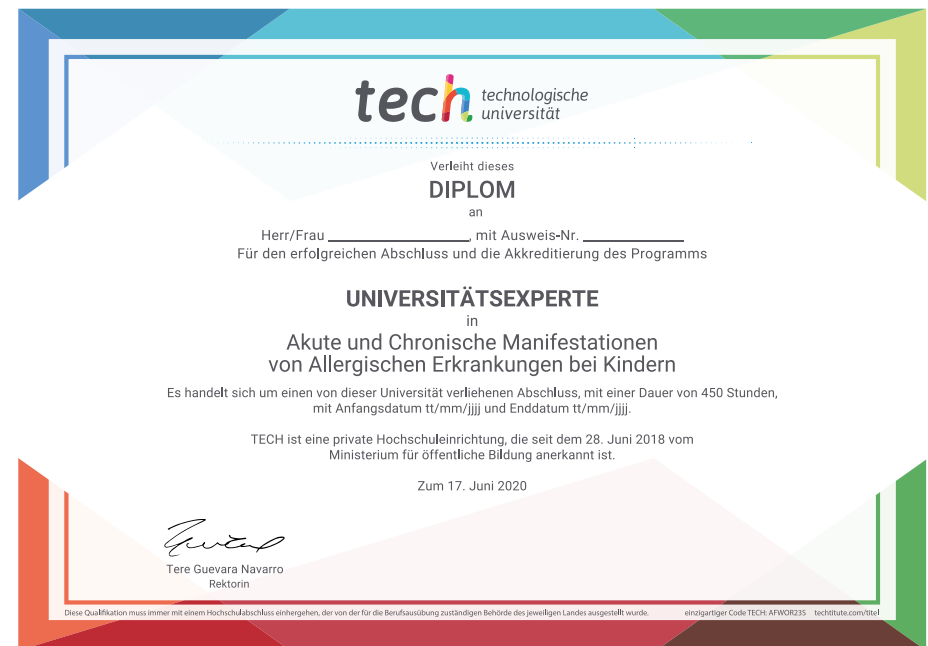 tech technologische
universität
Verleiht dieses
DIPLOM
an
Herr/Frau ____________________, mit Ausweis-Nr. ______________
Für den erfolgreichen Abschluss und die Akkreditierung des Programms
UNIVERSITÄTSEXPERTE
in
Akute und Chronische Manifestationen
von Allergischen Erkrankungen bei Kindern
Es handelt sich um einen von dieser Universität verliehenen Abschluss, mit einer Dauer von 450 Stunden,
mit Anfangsdatum tt/mm/jjjj und Enddatum tt/mm/jjjj.
TECH ist eine private Hochschuleinrichtung, die seit dem 28. Juni 2018 vom
Ministerium für öffentliche Bildung anerkannt ist.
Zum 17. Juni 2020
Tere Guevara Navarro
Rektorin
Diese Qualifikation muss immer mit einem Hochschulabschluss einhergehen, der von der für die Berufsausübung zuständigen Behörde des jeweiligen Landes ausgestellt wurde. einzigartiger Code TECH: AFWOR23S techtitute.com/titel